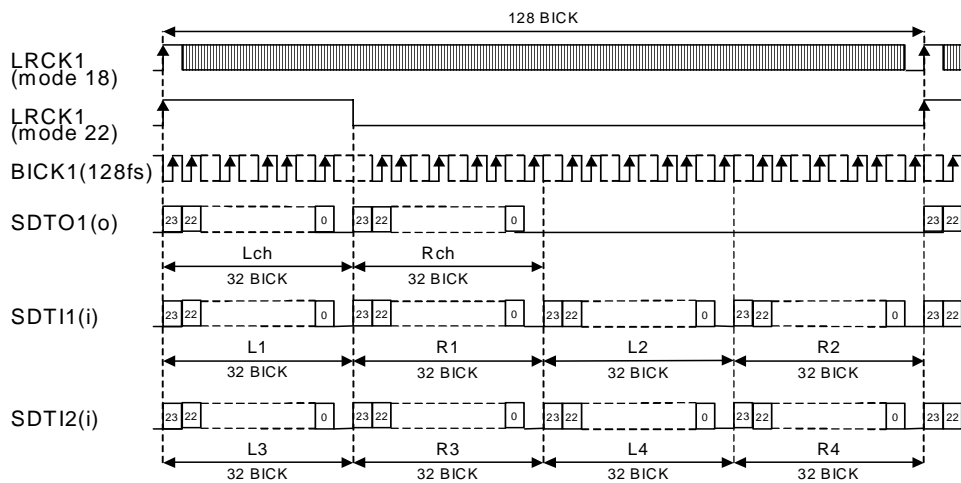 128 BICK
LRCK1
(mode 18)
LRCK1
(mode 22)
BICK1(128fs)
SDTO1(o)
23 22 0 23 22 0 23 22
Lch Rch
32 BICK 32 BICK
SDTI1(i)
23 22 0 23 22 0 23 22 0 23 22 0 23 22
L1 R1 L2 R2
32 BICK 32 BICK 32 BICK 32 BICK
SDTI2(i)
23 22 0 23 22 0 23 22 0 23 22 0 23 22
L3 R3 L4 R4
32 BICK 32 BICK 32 BICK 32 BICK